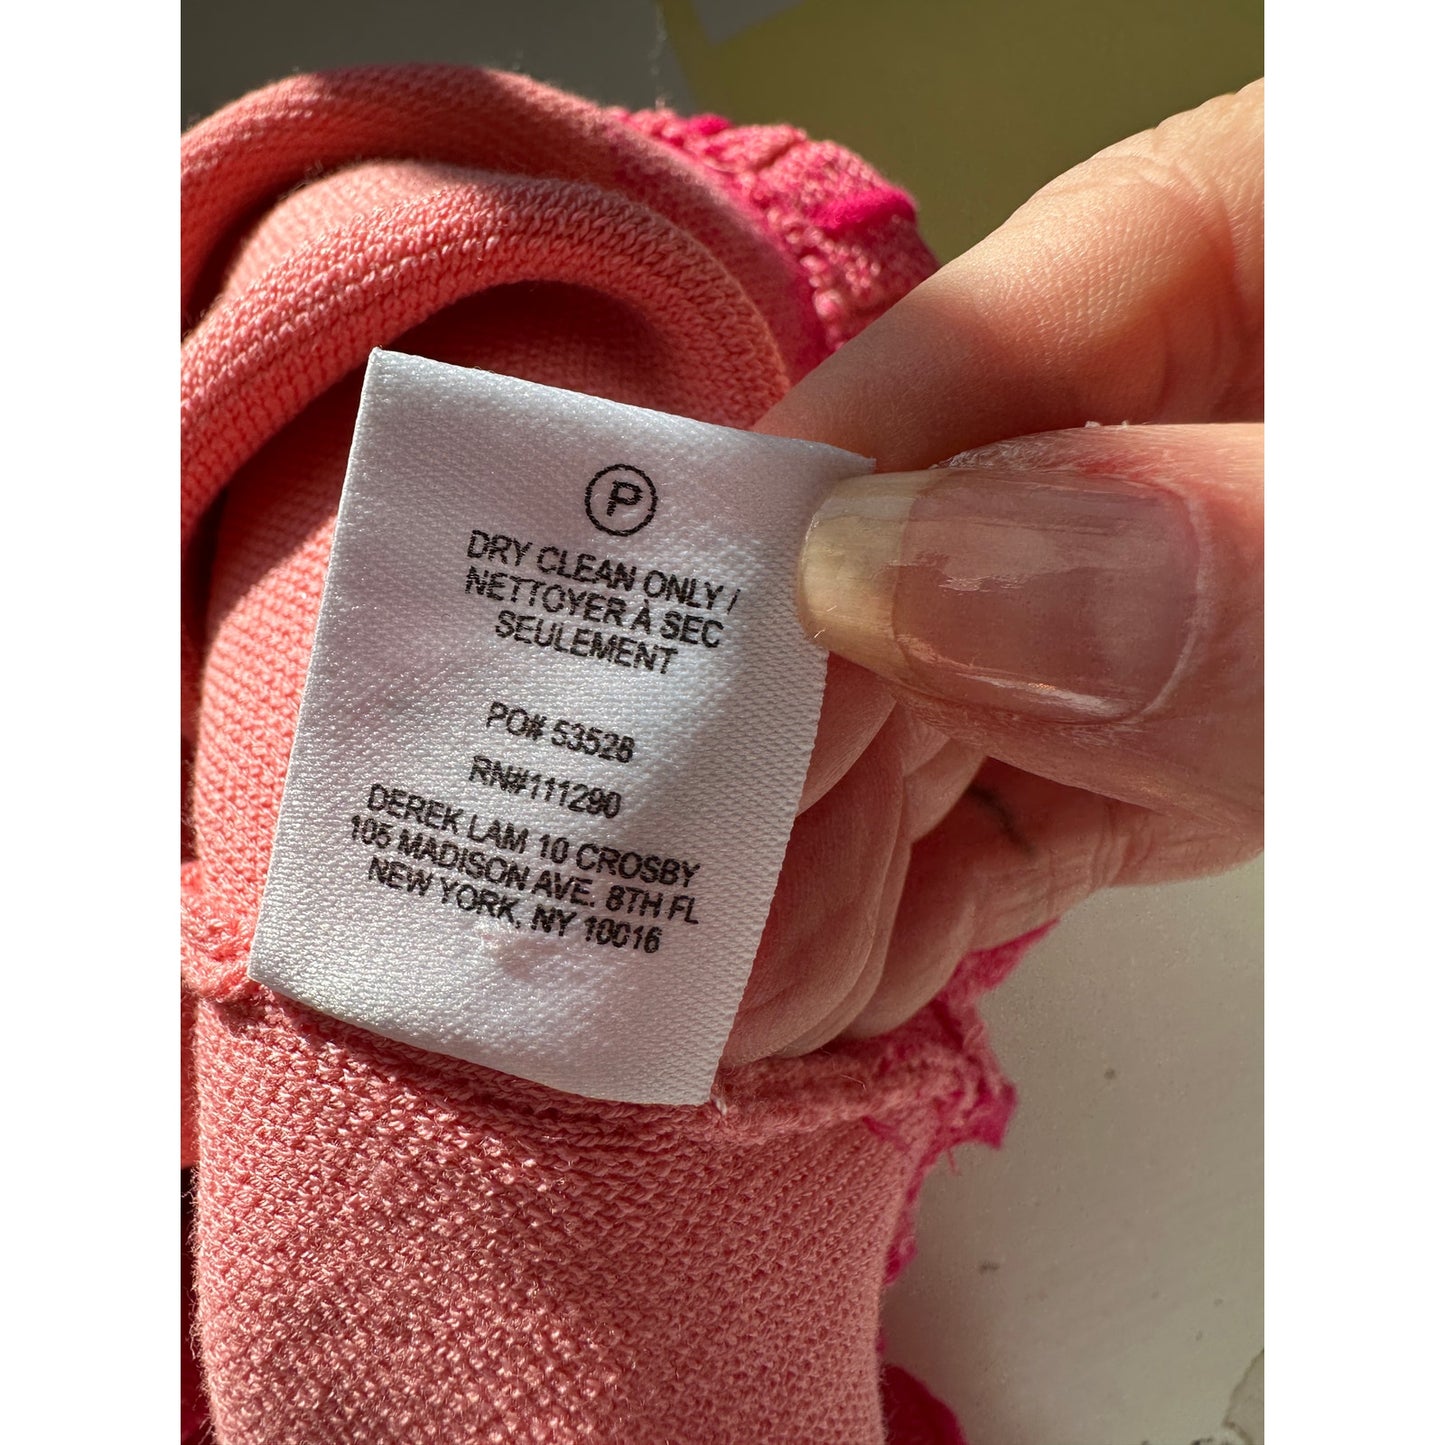 P
DRY CLEAN ONLY /
NETTOYER À SEC
SEULEMENT
PO# 53526
RN#111290
DEREK LAM 10 CROSBY
105 MADISON AVE. 8TH FL
NEW YORK, NY 10016